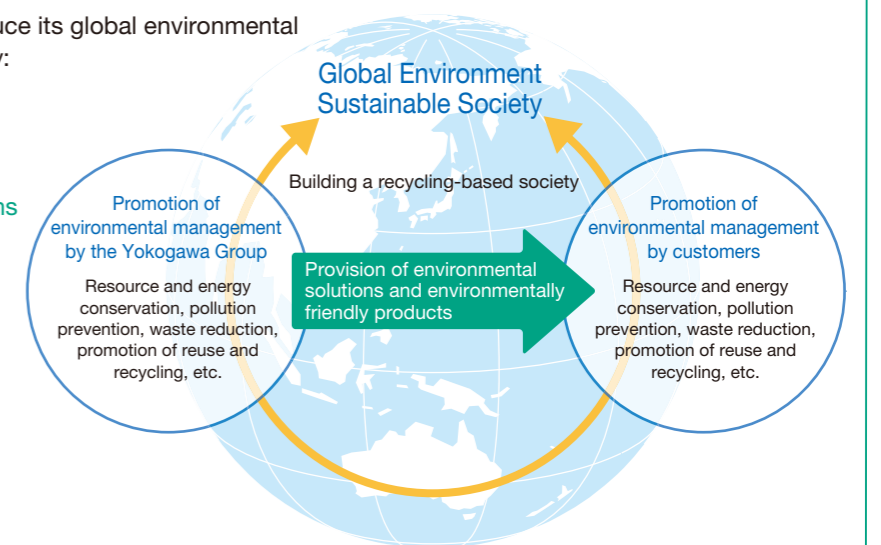 uce its global environmental
Global Environment
Sustainable Society
Building a recycling-based society
Promotion of
environmental management
by the Yokogawa Group
Resource and energy
conservation, pollution
prevention, waste reduction,
promotion of reuse and
recycling, etc.
Provision of environmental
solutions and environmentally
friendly products
Promotion of
environmental management
by customers
Resource and energy
conservation, pollution
prevention, waste reduction,
promotion of reuse and
recycling, etc.